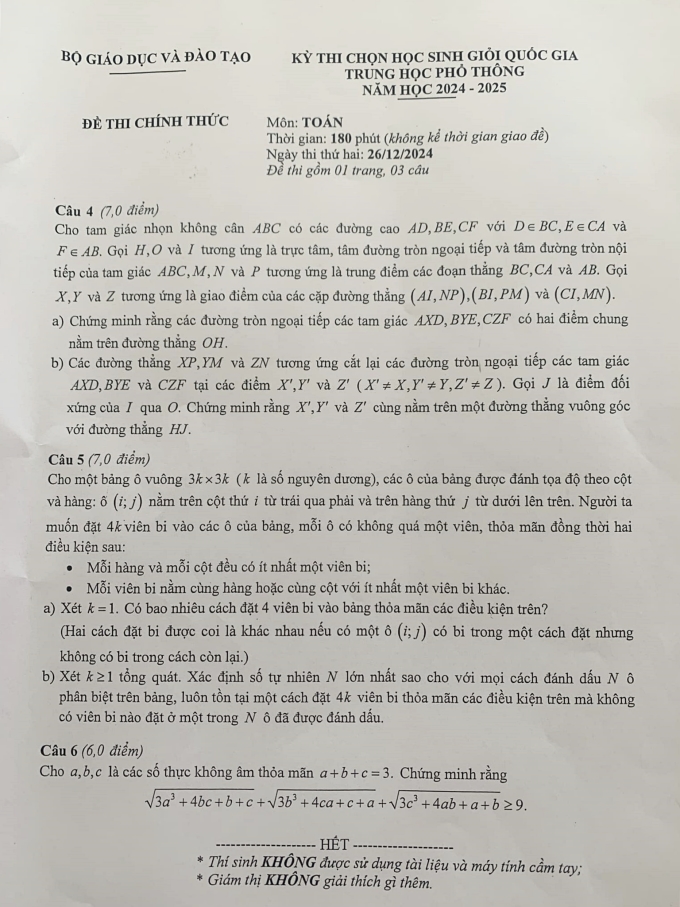 BỘ GIÁO DỤC VÀ ĐÀO TẠO
KỲ THI CHỌN HỌC SINH GIỎI QUỐC GIA
TRUNG HỌC PHỔ THÔNG
NĂM HỌC 2024 - 2025
ĐỀ THI CHÍNH THỨC
Môn: TOÁN
Thời gian: 180 phút (không kể thời gian giao đề)
Ngày thi thứ hai: 26/12/2024
Đề thi gồm 01 trang, 03 câu
Câu 4 (7,0 điểm)
Cho tam giác nhọn không cân ABC có các đường cao AD, BE, CF với D∈BC, E∈CA và
F∈AB. Gọi H,O và I tương ứng là trực tâm, tâm đường tròn ngoại tiếp và tâm đường tròn nội
tiếp của tam giác ABC, M, N và P tương ứng là trung điểm các đoạn thẳng BC,CA và AB. Gọi
X,Y và Z tương ứng là giao điểm của các cặp đường thẳng (AI,NP),(BI,PM) và (CI,MN).
a) Chứng minh rằng các đường tròn ngoại tiếp các tam giác AXD, BYE, CZF có hai điểm chung
nằm trên đường thẳng OH.
b) Các đường thẳng XP,YM và ZN tương ứng cắt lại các đường tròn ngoại tiếp các tam giác
AXD, BYE và CZF tại các điểm X',Y' và Z' ( X' ≠ X,Y' ≠ Y,Z' ≠ Z ). Gọi J là điểm đối
xứng của I qua O. Chứng minh rằng X',Y' và Z' cùng nằm trên một đường thẳng vuông góc
với đường thẳng HJ.
Câu 5 (7,0 điểm)
Cho một bảng ô vuông 3k×3k ( k là số nguyên dương), các ô của bảng được đánh tọa độ theo cột
và hàng: ô (i; j) nằm trên cột thứ i từ trái qua phải và trên hàng thứ j từ dưới lên trên. Người ta
muốn đặt 4k viên bi vào các ô của bảng, mỗi ô có không quá một viên, thỏa mãn đồng thời hai
điều kiện sau:
• Mỗi hàng và mỗi cột đều có ít nhất một viên bi;
• Mỗi viên bi nằm cùng hàng hoặc cùng cột với ít nhất một viên bi khác.
a) Xét k = 1. Có bao nhiêu cách đặt 4 viên bi vào bảng thỏa mãn các điều kiện trên?
(Hai cách đặt bi được coi là khác nhau nếu có một ô (i; j) có bi trong một cách đặt nhưng
không có bi trong cách còn lại.)
b) Xét k ≥ 1 tổng quát. Xác định số tự nhiên N lớn nhất sao cho với mọi cách đánh dấu N ô
phân biệt trên bảng, luôn tồn tại một cách đặt 4k viên bi thỏa mãn các điều kiện trên mà không
có viên bi nào đặt ở một trong N ô đã được đánh dấu.
Câu 6 (6,0 điểm)
Cho a,b,c là các số thực không âm thỏa mãn a+b+c = 3. Chứng minh rằng
√(3a³ + 4bc + b + c) + √(3b³ + 4ca + c + a) + √(3c³ + 4ab + a + b) ≥ 9.
-------------------- HẾT --------------------
* Thí sinh KHÔNG được sử dụng tài liệu và máy tính cầm tay;
* Giám thị KHÔNG giải thích gì thêm.